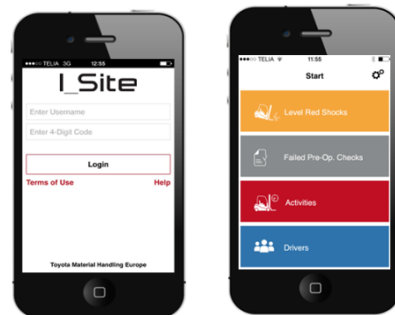 TELIA 3G 12:55
I_Site
Enter Username
Enter 4-Digit Code
Login
Terms of Use Help
Toyota Material Handling Europe
TELIA 11:55
Start
Level Red Shocks
Failed Pre-Op. Checks
Activities
Drivers